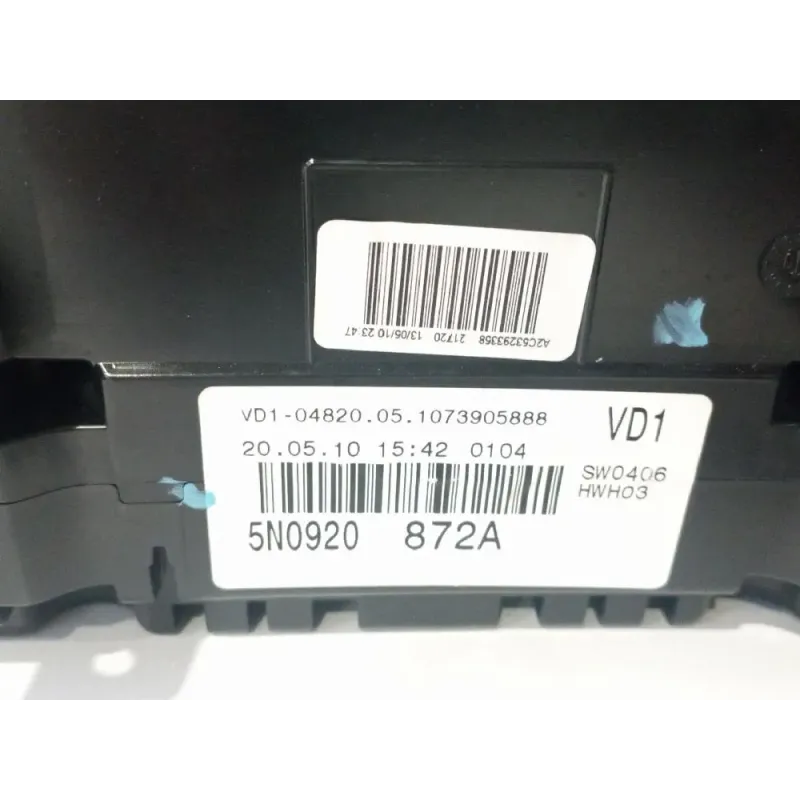 A2C53293358 21720 13/05/10 23:47
VD1-04820.05.1073905888
VD1
20.05.10 15:42 0104
SW0406
HWH03
5N0920 872A